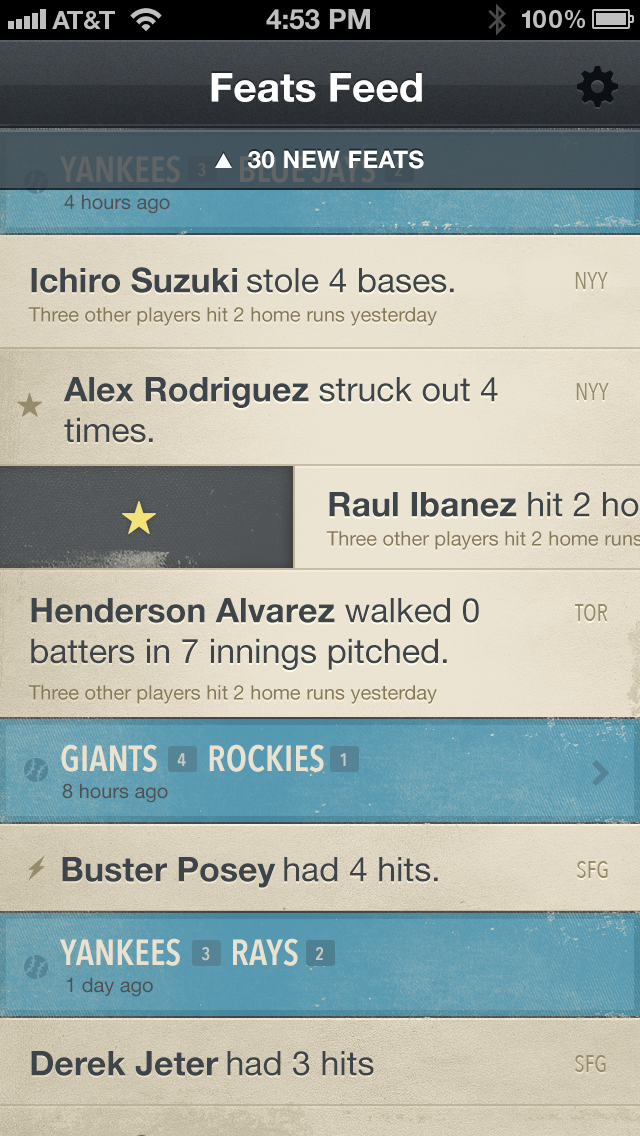 AT&T 4:53 PM 100%
Feats Feed
▲ 30 NEW FEATS
YANKEES 3 BLUE JAYS 2
4 hours ago
Ichiro Suzuki stole 4 bases. NYY
Three other players hit 2 home runs yesterday
Alex Rodriguez struck out 4 NYY
times.
Raul Ibanez hit 2 ho
Three other players hit 2 home runs
Henderson Alvarez walked 0 TOR
batters in 7 innings pitched.
Three other players hit 2 home runs yesterday
GIANTS 4 ROCKIES 1
8 hours ago
Buster Posey had 4 hits. SFG
YANKEES 3 RAYS 2
1 day ago
Derek Jeter had 3 hits SFG